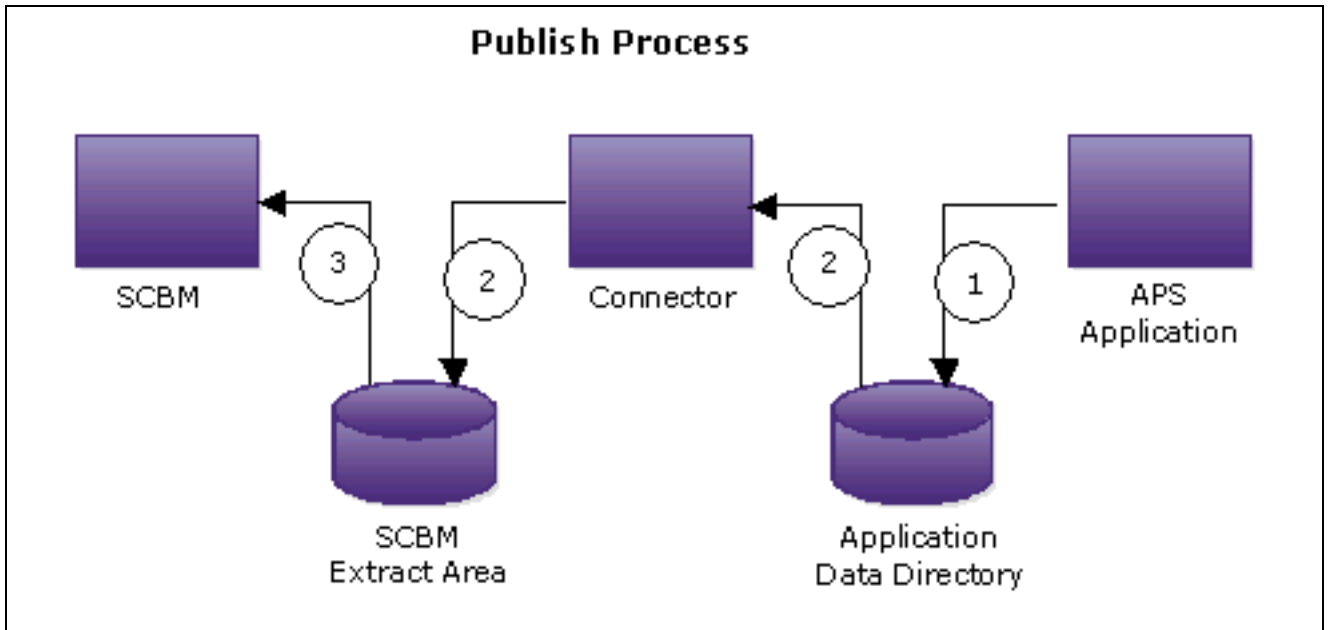 Publish Process
3
2
2
1
SCBM
Connector
APS
Application
SCBM
Extract Area
Application
Data Directory